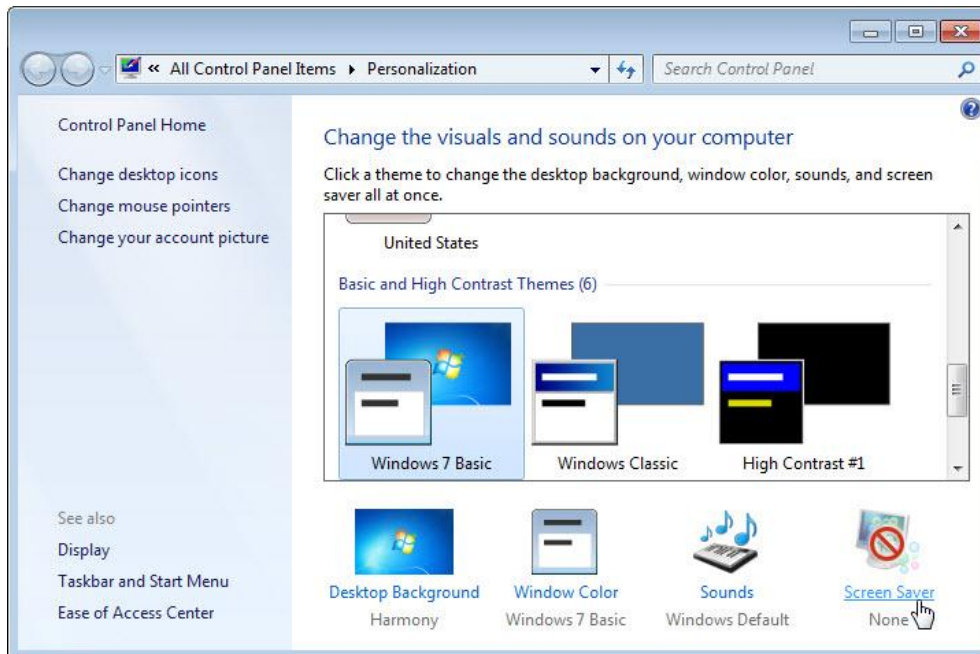 « All Control Panel Items ▸ Personalization
Search Control Panel
Control Panel Home
Change desktop icons
Change mouse pointers
Change your account picture
See also
Display
Taskbar and Start Menu
Ease of Access Center
Change the visuals and sounds on your computer
Click a theme to change the desktop background, window color, sounds, and screen
saver all at once.
United States
Basic and High Contrast Themes (6)
Windows 7 Basic
Windows Classic
High Contrast #1
Desktop Background
Harmony
Window Color
Windows 7 Basic
Sounds
Windows Default
Screen Saver
None